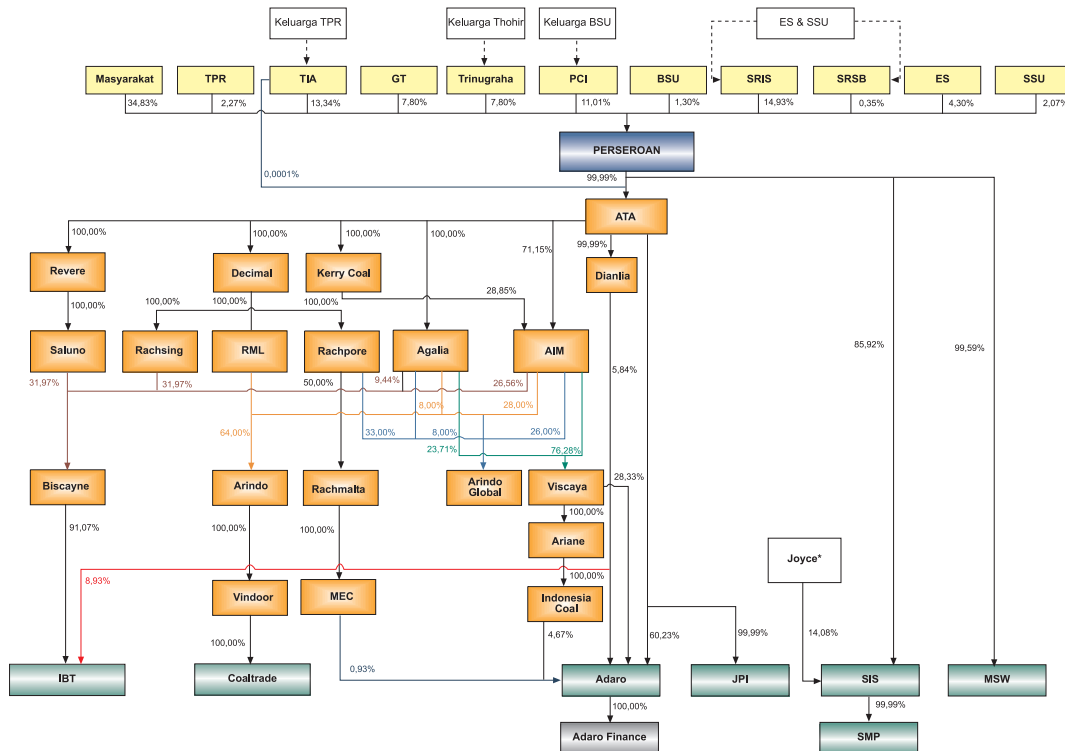 Keluarga TPR
Keluarga Thohir
Keluarga BSU
ES & SSU
Masyarakat
TPR
TIA
GT
Trinugraha
PCI
BSU
SRIS
SRSB
ES
SSU
34,83%
2,27%
13,34%
7,80%
7,80%
11,01%
1,30%
14,93%
0,35%
4,30%
2,07%
PERSEROAN
0,0001%
99,99%
ATA
100,00%
100,00%
100,00%
100,00%
71,15%
99,99%
Revere
Decimal
Kerry Coal
Dianlia
28,85%
100,00%
100,00%
100,00%
100,00%
Saluno
Rachsing
RML
Rachpore
Agalia
AIM
85,92%
99,59%
5,84%
31,97%
31,97%
50,00%
9,44%
26,56%
8,00%
28,00%
64,00%
33,00%
8,00%
26,00%
23,71%
76,28%
28,33%
Biscayne
Arindo
Rachmalta
Arindo
Global
Viscaya
91,07%
100,00%
100,00%
100,00%
Ariane
Joyce*
8,93%
100,00%
Vindoor
MEC
Indonesia
Coal
100,00%
0,93%
4,67%
60,23%
99,99%
14,08%
IBT
Coaltrade
Adaro
JPI
SIS
MSW
100,00%
99,99%
Adaro Finance
SMP